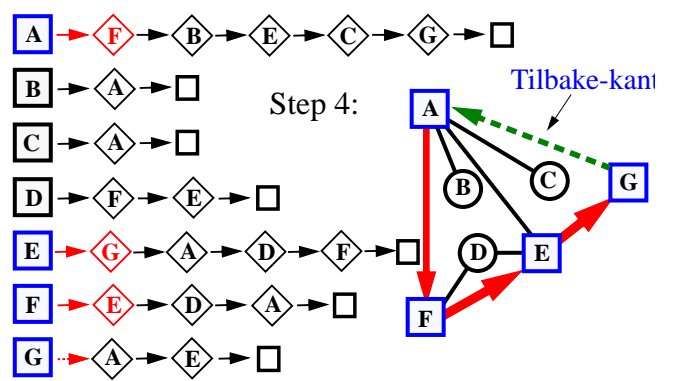 A F B E C G
B A
C A
D F E
E G A D F
F E D A
G A E
Step 4:
Tilbake-kant
A
B
C
G
D
E
F